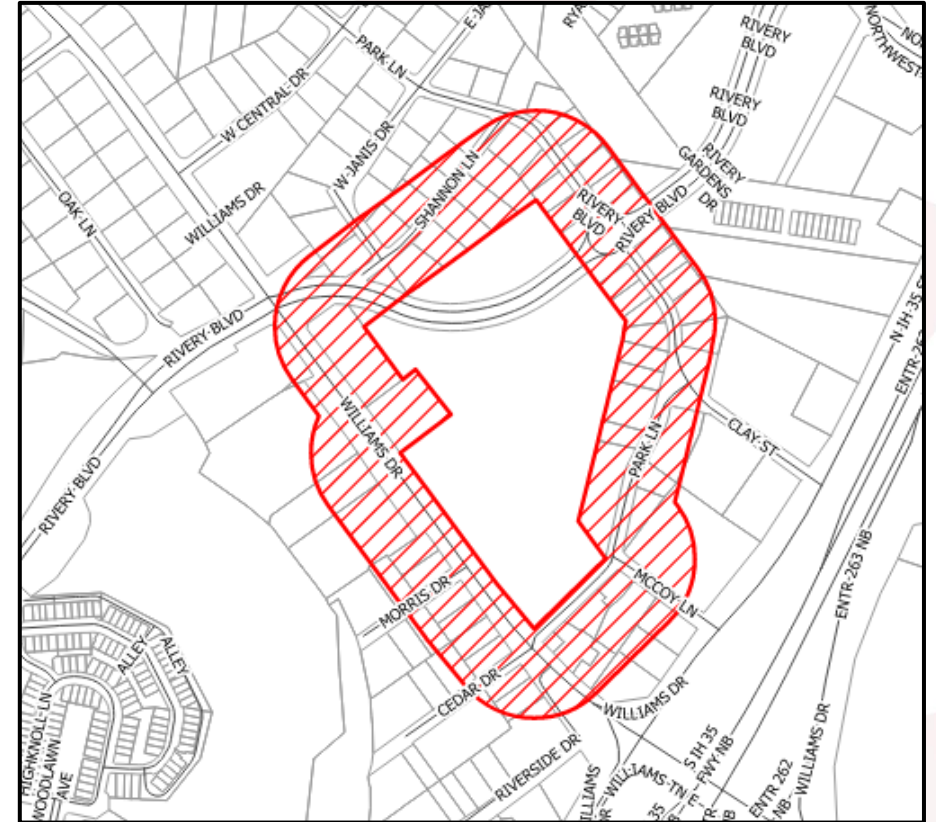 RIVERY
BLVD
PARK LN
W CENTRAL DR
RIVERY
BLVD
W JANIS DR
SHANNON LN
RIVERY
GARDENS
DR
OAK LN
WILLIAMS DR
RIVERY
BLVD
RIVERY BLVD
RIVERY BLVD
WILLIAMS DR
CLAY ST
PARK LN
RIVERY BLVD
ENTR 263 NB
MCCOY LN
MORRIS DR
ALLEY
ALLEY
CEDAR DR
WILLIAMS DR
HIGHKNOLL LN
WOODLAWN
AVE
RIVERSIDE DR
S IH 35
FWY NB
WILLIAMS DR
ENTR 262
NB